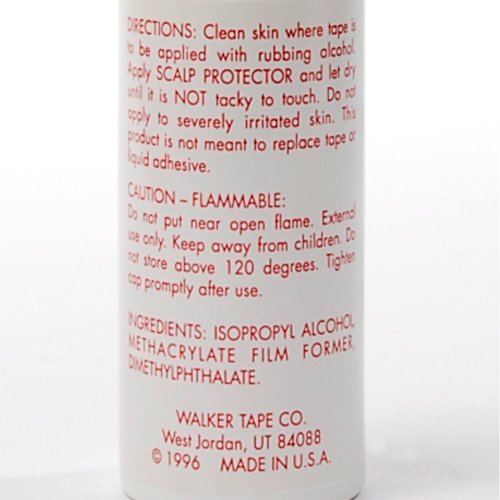 DIRECTIONS: Clean skin where tape is
to be applied with rubbing alcohol.
Apply SCALP PROTECTOR and let dry
until it is NOT tacky to touch. Do not
apply to severely irritated skin. This
product is not meant to replace tape or
liquid adhesive.
CAUTION – FLAMMABLE:
Do not put near open flame. External
use only. Keep away from children. Do
not store above 120 degrees. Tighten
cap promptly after use.
INGREDIENTS: ISOPROPYL ALCOHOL,
METHACRYLATE FILM FORMER,
DIMETHYLPHTHALATE.
WALKER TAPE CO.
West Jordan, UT 84088
© 1996 MADE IN U.S.A.